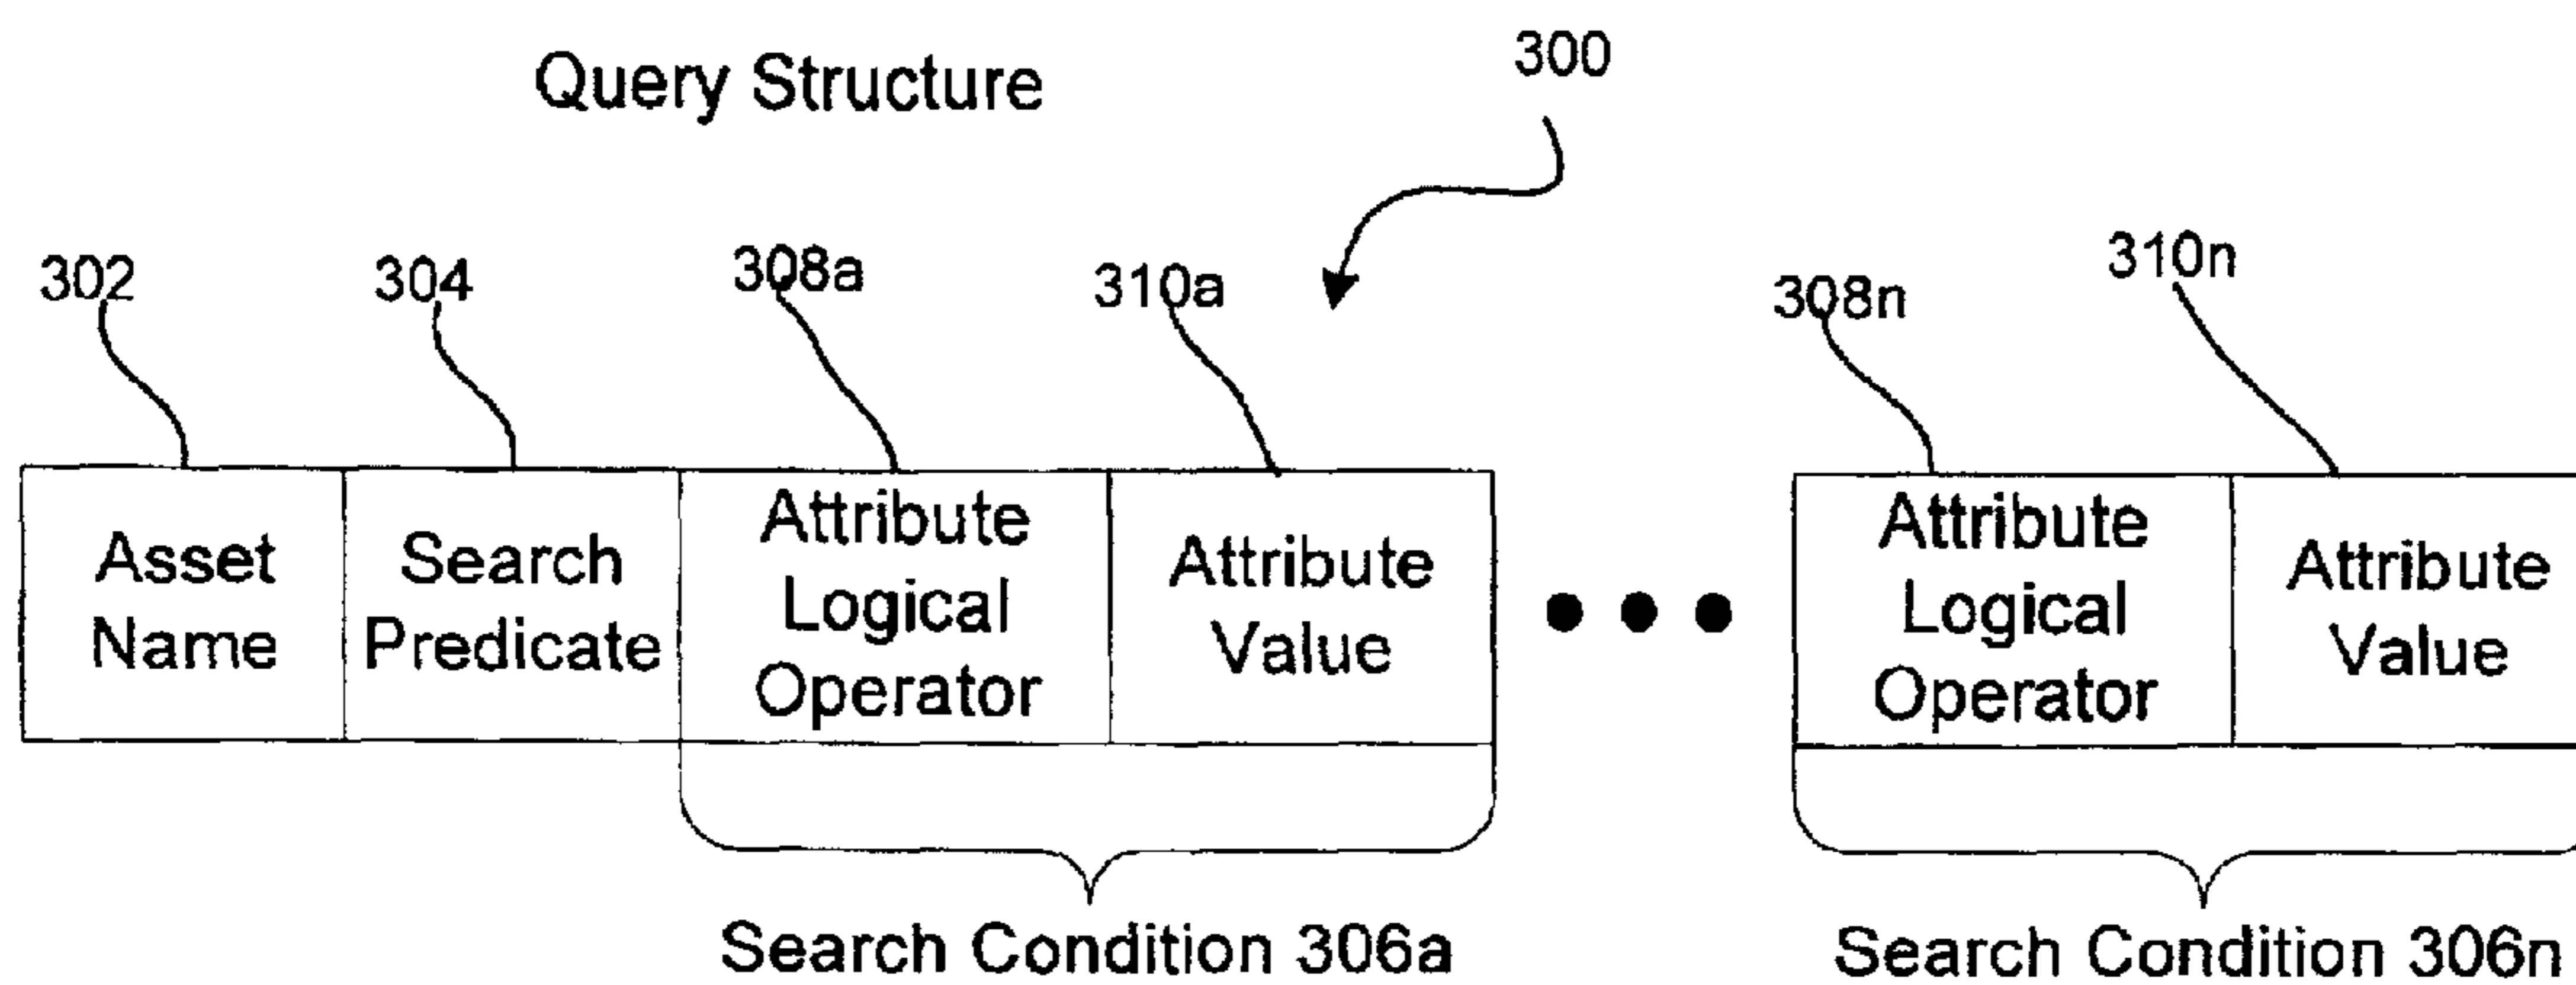 Query Structure
300
302
304
308a
310a
308n
310n
Asset
Name
Search
Predicate
Attribute
Logical
Operator
Attribute
Value
Attribute
Logical
Operator
Attribute
Value
Search Condition 306a
Search Condition 306n